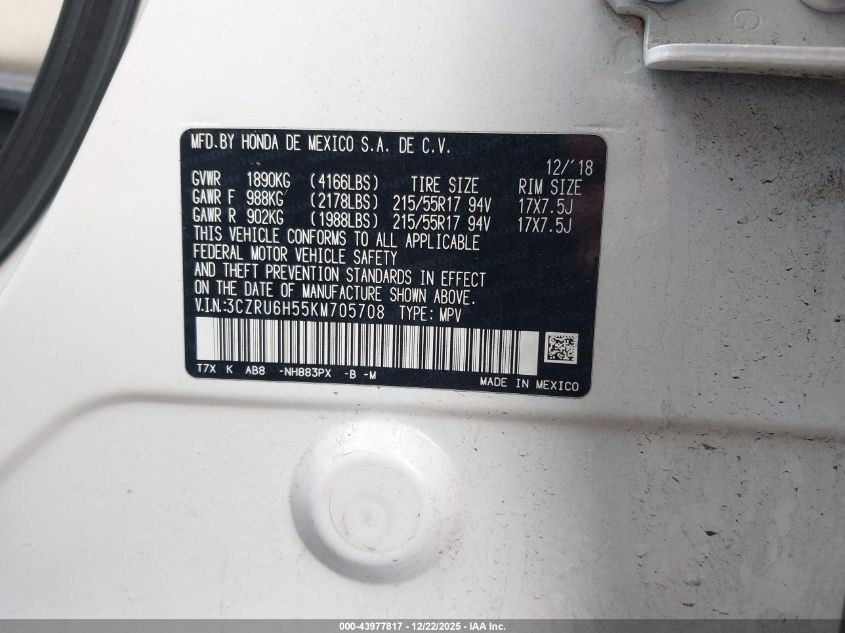 MFD.BY HONDA DE MEXICO S.A. DE C.V.
12/'18
GVWR 1890KG (4166LBS) TIRE SIZE RIM SIZE
GAWR F 988KG (2178LBS) 215/55R17 94V 17X7.5J
GAWR R 902KG (1988LBS) 215/55R17 94V 17X7.5J
THIS VEHICLE CONFORMS TO ALL APPLICABLE
FEDERAL MOTOR VEHICLE SAFETY
AND THEFT PREVENTION STANDARDS IN EFFECT
ON THE DATE OF MANUFACTURE SHOWN ABOVE.
V.I.N.:3CZRU6H55KM705708 TYPE: MPV
T7X K AB8 -NH883PX -B -M
MADE IN MEXICO
000-43977817 - 12/22/2025 - IAA Inc.